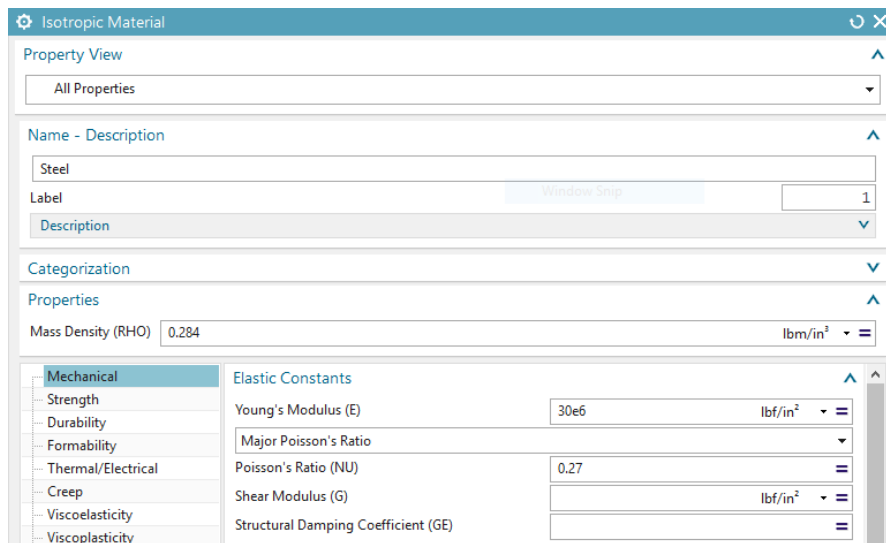 Isotropic Material
Property View
All Properties
Name - Description
Steel
Window Snip
Label 1
Description
Categorization
Properties
Mass Density (RHO) 0.284 lbm/in³ =
Mechanical
Strength
Durability
Formability
Thermal/Electrical
Creep
Viscoelasticity
Viscoplasticity
Elastic Constants
Young's Modulus (E) 30e6 lbf/in² =
Major Poisson's Ratio
Poisson's Ratio (NU) 0.27 =
Shear Modulus (G) lbf/in² =
Structural Damping Coefficient (GE) =